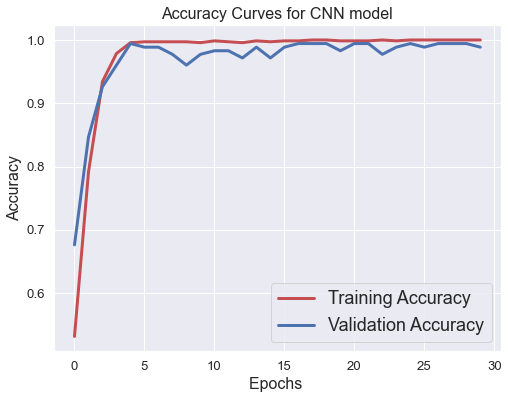 Accuracy Curves for CNN model
1.0
0.9
0.8
0.7
0.6
Accuracy
Training Accuracy
Validation Accuracy
0 5 10 15 20 25 30
Epochs